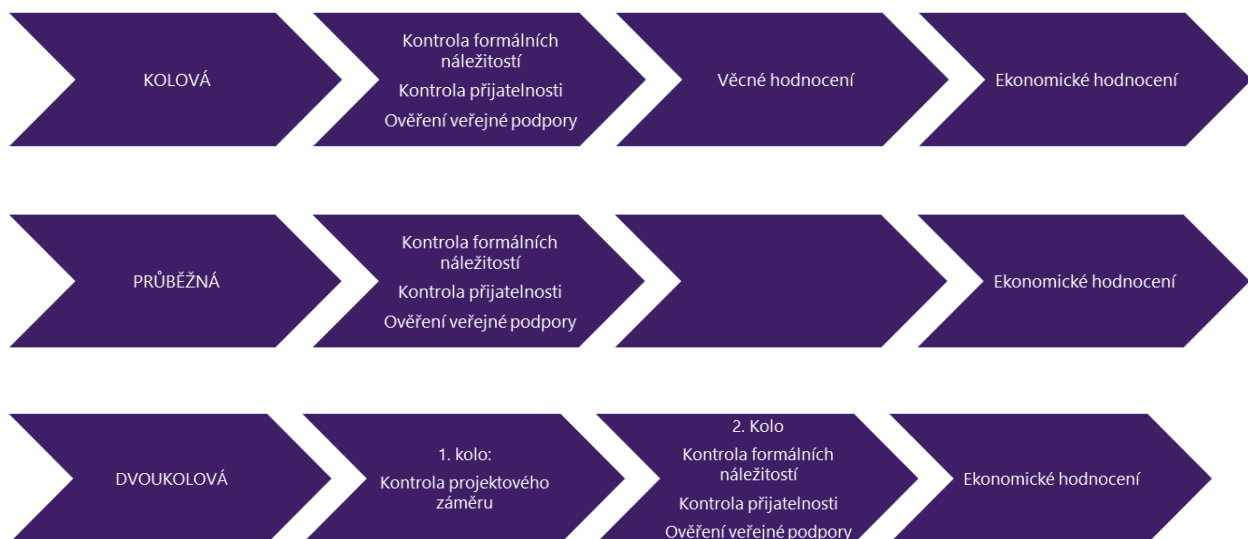 KOLOVÁ
Kontrola formálních
náležitostí
Kontrola přijatelnosti
Ověření veřejné podpory
Věcné hodnocení
Ekonomické hodnocení
PRŮBĚŽNÁ
Kontrola formálních
náležitostí
Kontrola přijatelnosti
Ověření veřejné podpory
Ekonomické hodnocení
DVOUKOLOVÁ
1. kolo:
Kontrola projektového
záměru
2. Kolo
Kontrola formálních
náležitostí
Kontrola přijatelnosti
Ověření veřejné podpory
Ekonomické hodnocení